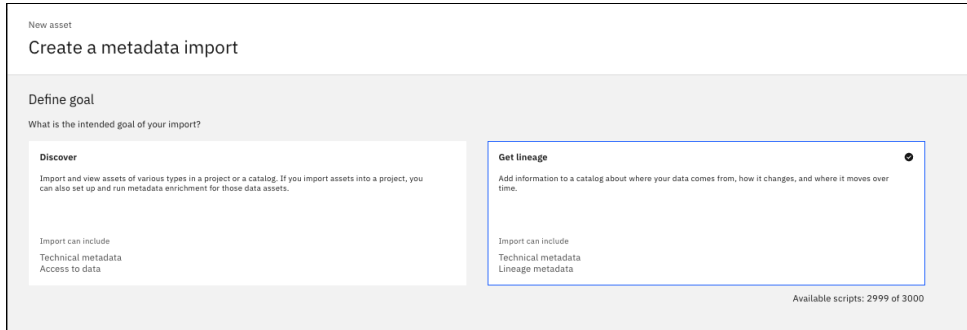 New asset
Create a metadata import
Define goal
What is the intended goal of your import?
Discover
Import and view assets of various types in a project or a catalog. If you import assets into a project, you
can also set up and run metadata enrichment for those data assets.
Import can include
Technical metadata
Access to data
Get lineage
Add information to a catalog about where your data comes from, how it changes, and where it moves over
time.
Import can include
Technical metadata
Lineage metadata
Available scripts: 2999 of 3000